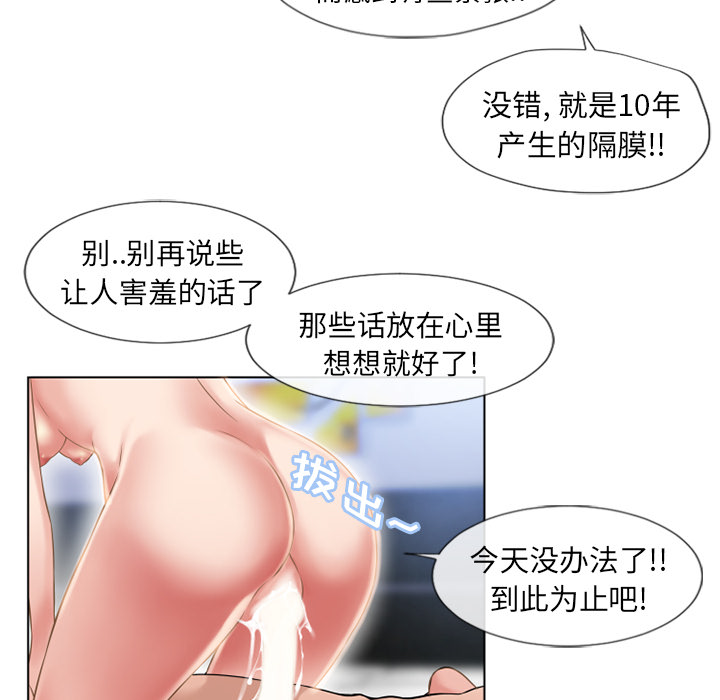 没错, 就是10年
产生的隔膜!!
别..别再说些
让人害羞的话了
那些话放在心里
想想就好了!
拔出~
今天没办法了!!
到此为止吧!